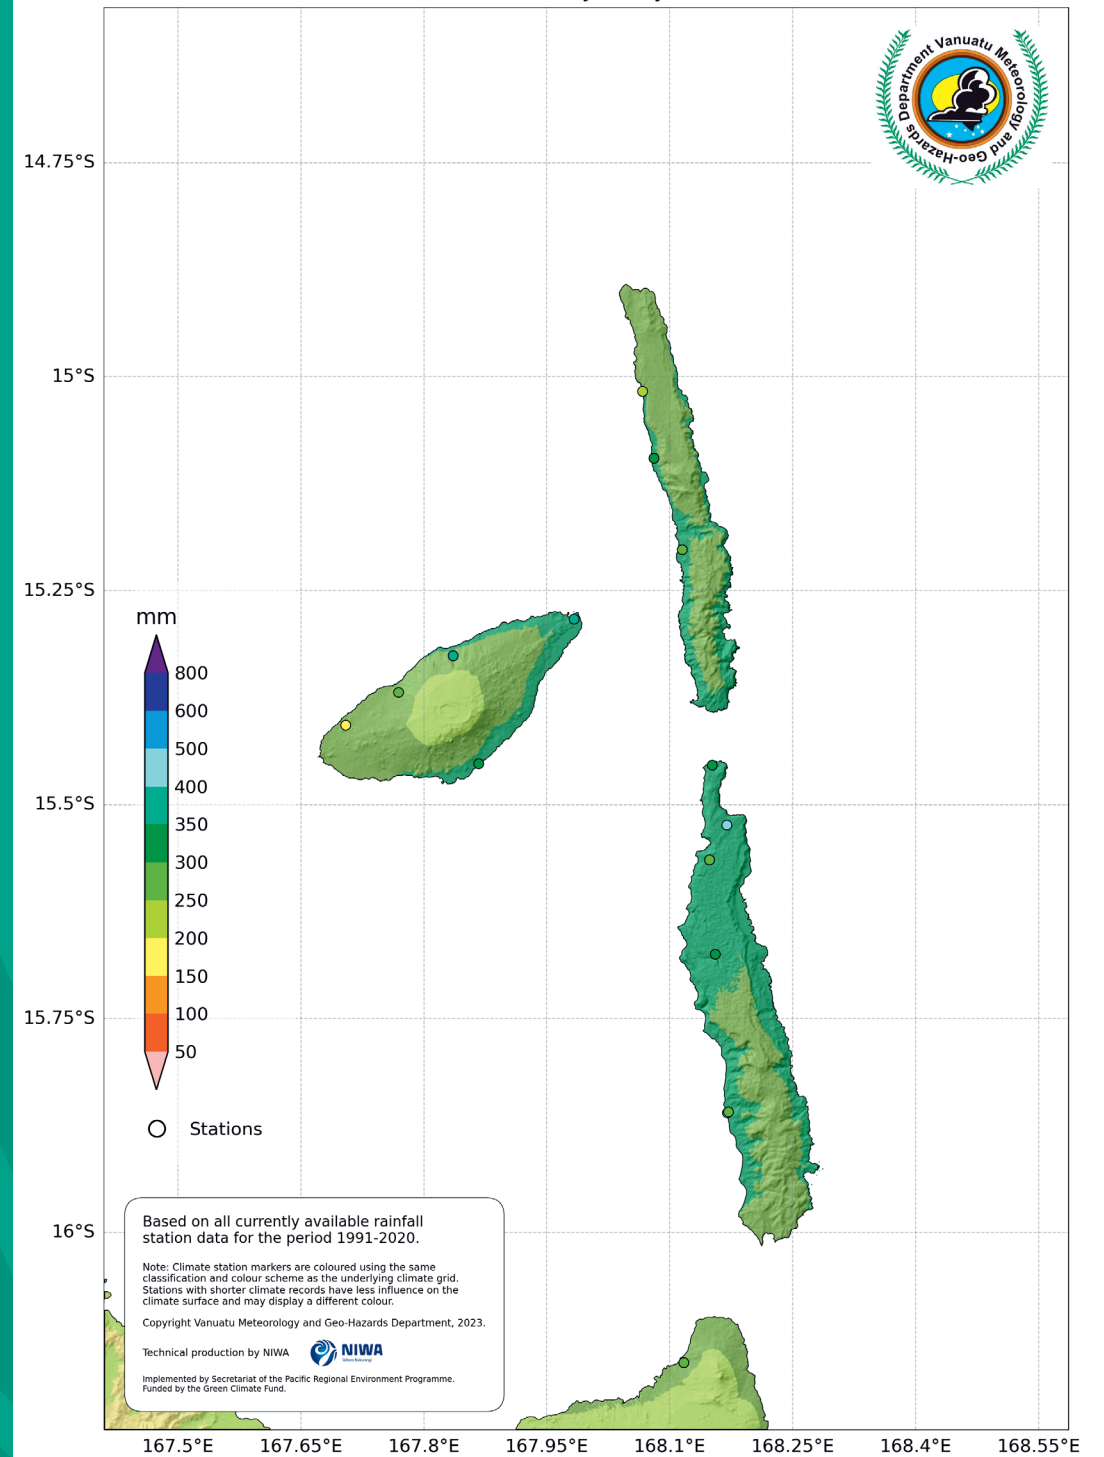 Department Vanuatu Meteorology and Geo-Hazards
14.75°S
15°S
15.25°S
15.5°S
15.75°S
16°S
mm
800
600
500
400
350
300
250
200
150
100
50
Stations
Based on all currently available rainfall
station data for the period 1991-2020.
Note: Climate station markers are coloured using the same
classification and colour scheme as the underlying climate grid.
Stations with shorter climate records have less influence on the
climate surface and may display a different colour.
Copyright Vanuatu Meteorology and Geo-Hazards Department, 2023.
Technical production by NIWA
NIWA
Taihoro Nukurangi
Implemented by Secretariat of the Pacific Regional Environment Programme.
Funded by the Green Climate Fund.
167.5°E 167.65°E 167.8°E 167.95°E 168.1°E 168.25°E 168.4°E 168.55°E